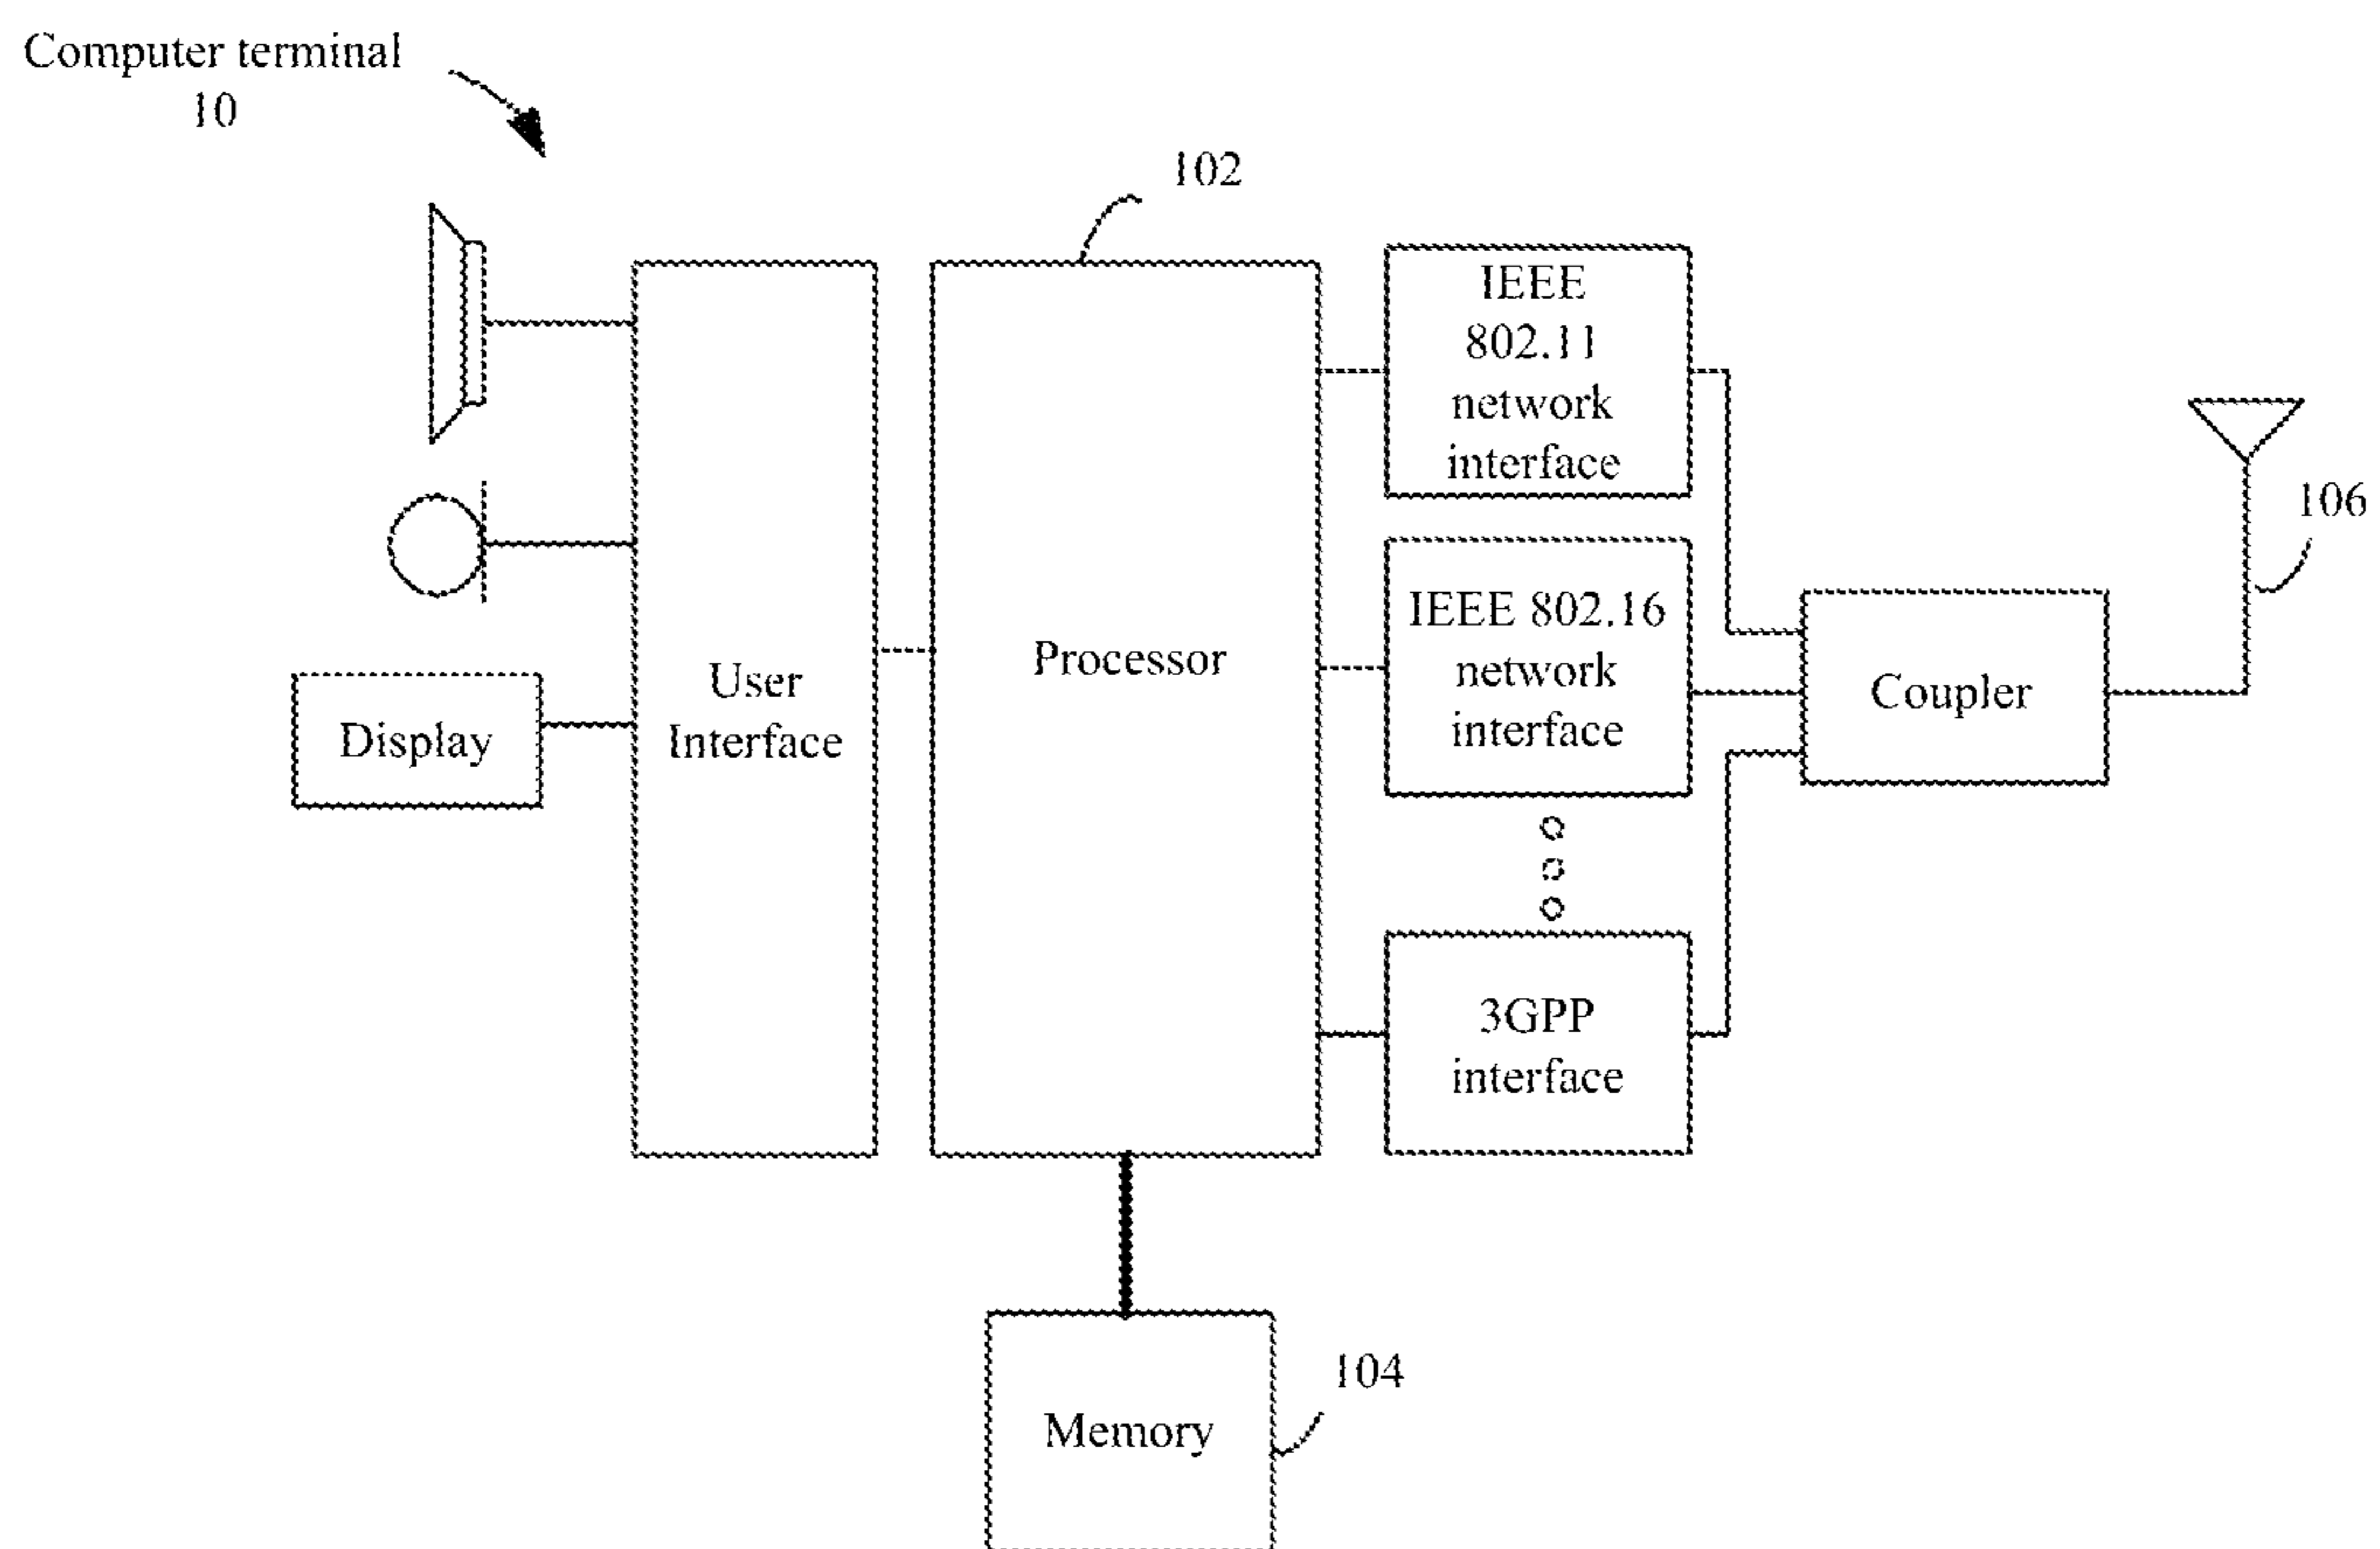 Computer terminal
10
102
IEEE
802.11
network
interface
106
IEEE 802.16
network
interface
User
Interface
Processor
Coupler
Display
3GPP
interface
104
Memory